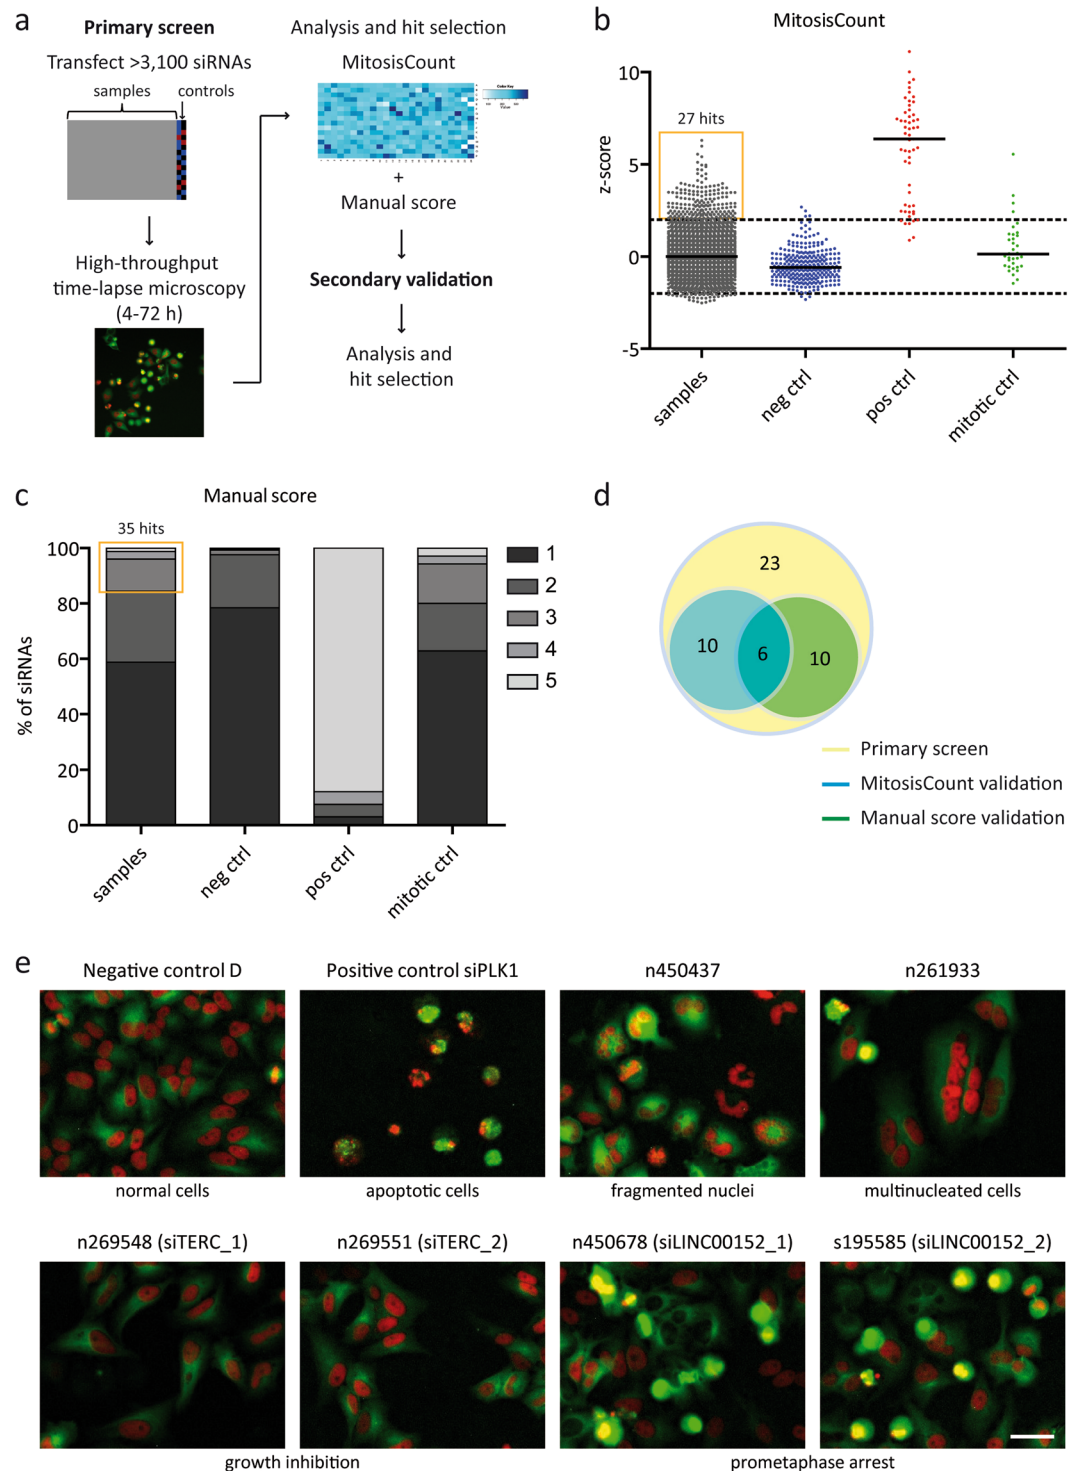 a
Primary screen
Transfect >3,100 siRNAs
samples
controls
High-throughput
time-lapse microscopy
(4-72 h)
Analysis and hit selection
MitosisCount
Color Key
Value
+
Manual score
Secondary validation
Analysis and
hit selection
b
MitosisCount
z-score
10
5
0
-5
27 hits
samples
neg ctrl
pos ctrl
mitotic ctrl
c
Manual score
35 hits
% of siRNAs
100
80
60
40
20
0
1
2
3
4
5
samples
neg ctrl
pos ctrl
mitotic ctrl
d
23
10
6
10
Primary screen
MitosisCount validation
Manual score validation
e
Negative control D
Positive control siPLK1
n450437
n261933
normal cells
apoptotic cells
fragmented nuclei
multinucleated cells
n269548 (siTERC_1)
n269551 (siTERC_2)
n450678 (siLINC00152_1)
s195585 (siLINC00152_2)
growth inhibition
prometaphase arrest